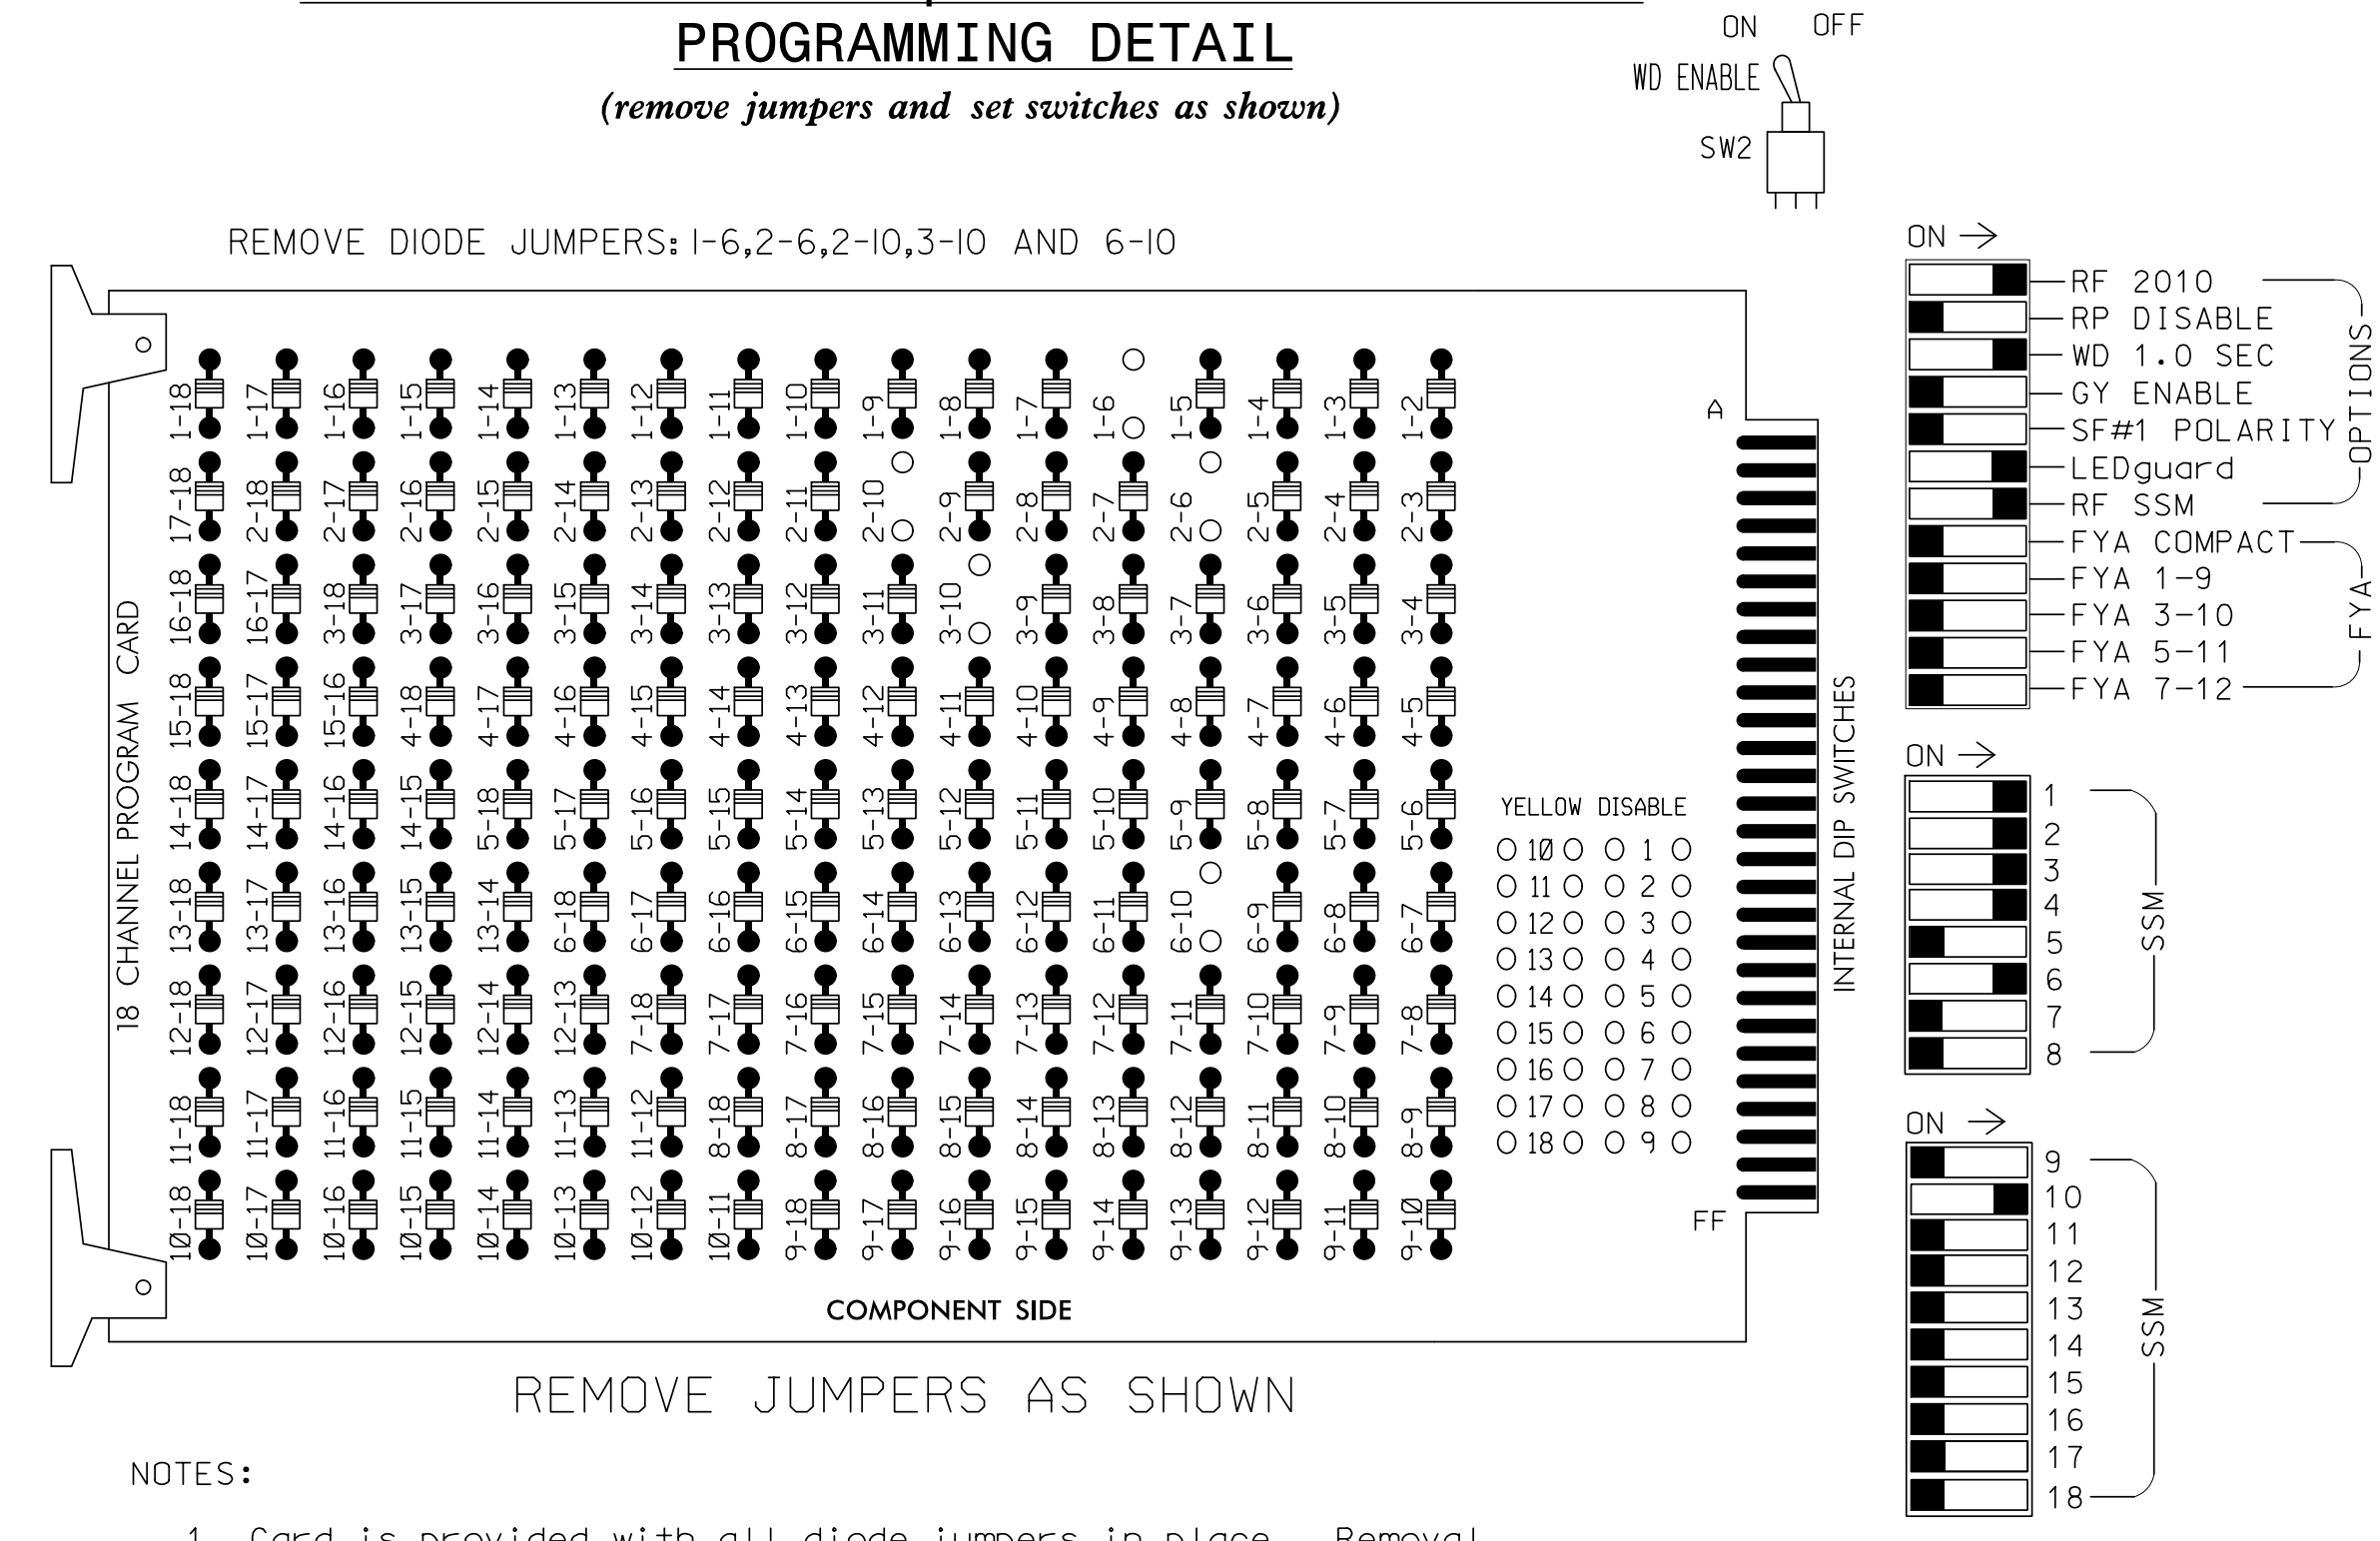 PROGRAMMING DETAIL
(remove jumpers and set switches as shown)
ON OFF
WD ENABLE
SW2
REMOVE DIODE JUMPERS: 1-6,2-6,2-10,3-10 AND 6-10
18 CHANNEL PROGRAM CARD
1-18 1-17 1-16 1-15 1-14 1-13 1-12 1-11 1-10 1-9 1-8 1-7 1-6 1-5 1-4 1-3 1-2
17-18 2-18 2-17 2-16 2-15 2-14 2-13 2-12 2-11 2-10 2-9 2-8 2-7 2-6 2-5 2-4 2-3
16-18 16-17 3-18 3-17 3-16 3-15 3-14 3-13 3-12 3-11 3-10 3-9 3-8 3-7 3-6 3-5 3-4
15-18 15-17 15-16 4-18 4-17 4-16 4-15 4-14 4-13 4-12 4-11 4-10 4-9 4-8 4-7 4-6 4-5
14-18 14-17 14-16 14-15 5-18 5-17 5-16 5-15 5-14 5-13 5-12 5-11 5-10 5-9 5-8 5-7 5-6
13-18 13-17 13-16 13-15 13-14 6-18 6-17 6-16 6-15 6-14 6-13 6-12 6-11 6-10 6-9 6-8 6-7
12-18 12-17 12-16 12-15 12-14 12-13 7-18 7-17 7-16 7-15 7-14 7-13 7-12 7-11 7-10 7-9 7-8
11-18 11-17 11-16 11-15 11-14 11-13 11-12 8-18 8-17 8-16 8-15 8-14 8-13 8-12 8-11 8-10 8-9
10-18 10-17 10-16 10-15 10-14 10-13 10-12 10-11 9-18 9-17 9-16 9-15 9-14 9-13 9-12 9-11 9-10
A
YELLOW DISABLE
10 1
11 2
12 3
13 4
14 5
15 6
16 7
17 8
18 9
FF
COMPONENT SIDE
INTERNAL DIP SWITCHES
ON
RF 2010
RP DISABLE
WD 1.0 SEC
GY ENABLE
SF#1 POLARITY
LEDguard
RF SSM
OPTIONS
FYA COMPACT
FYA 1-9
FYA 3-10
FYA 5-11
FYA 7-12
FYA
ON
1
2
3
4
5
6
7
8
SSM
ON
9
10
11
12
13
14
15
16
17
18
SSM
REMOVE JUMPERS AS SHOWN
NOTES:
1. Card is provided with all diode jumpers in place. Removal